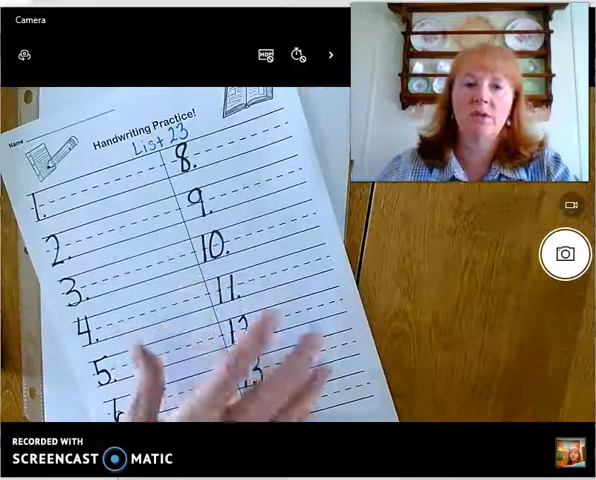 Camera
Name
Handwriting Practice!
List 23
1.
2.
3.
4.
5.
8.
9.
10.
11.
RECORDED WITH
SCREENCAST MATIC